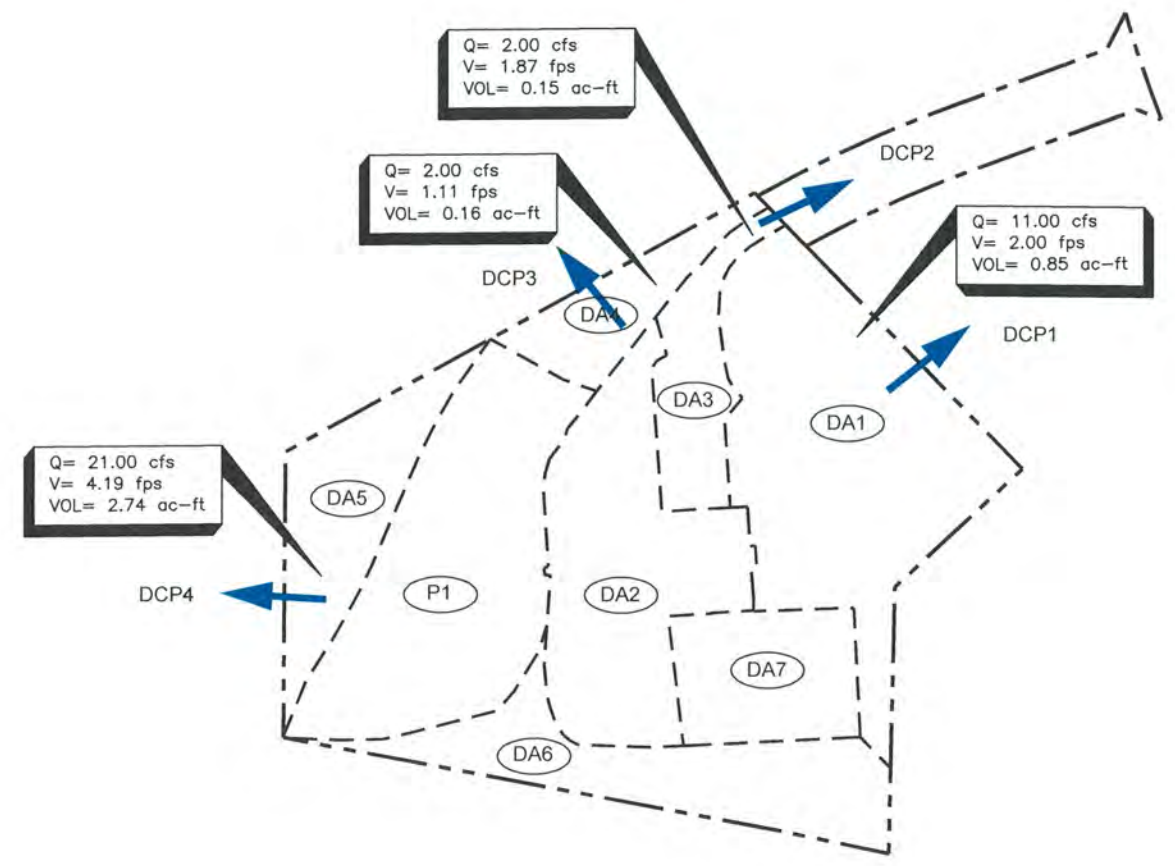 Q= 2.00 cfs
V= 1.87 fps
VOL= 0.15 ac-ft
DCP2
Q= 2.00 cfs
V= 1.11 fps
VOL= 0.16 ac-ft
Q= 11.00 cfs
V= 2.00 fps
VOL= 0.85 ac-ft
DCP3
DA4
DCP1
DA3
DA1
Q= 21.00 cfs
V= 4.19 fps
VOL= 2.74 ac-ft
DA5
DCP4
P1
DA2
DA7
DA6